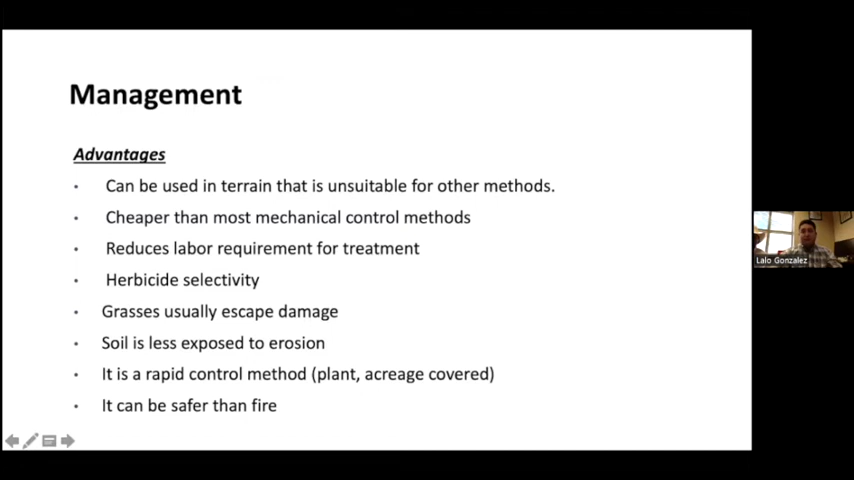 Management
Advantages
• Can be used in terrain that is unsuitable for other methods.
• Cheaper than most mechanical control methods
• Reduces labor requirement for treatment
• Herbicide selectivity
• Grasses usually escape damage
• Soil is less exposed to erosion
• It is a rapid control method (plant, acreage covered)
• It can be safer than fire
Lalo Gonzalez